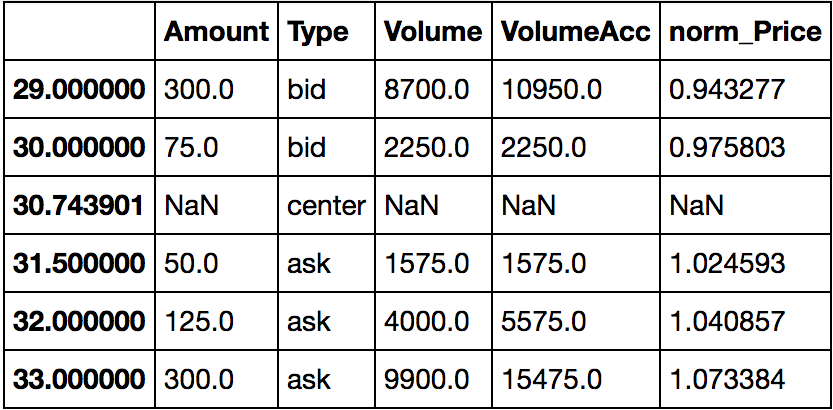 Amount Type Volume VolumeAcc norm_Price
29.000000 300.0 bid 8700.0 10950.0 0.943277
30.000000 75.0 bid 2250.0 2250.0 0.975803
30.743901 NaN center NaN NaN NaN
31.500000 50.0 ask 1575.0 1575.0 1.024593
32.000000 125.0 ask 4000.0 5575.0 1.040857
33.000000 300.0 ask 9900.0 15475.0 1.073384